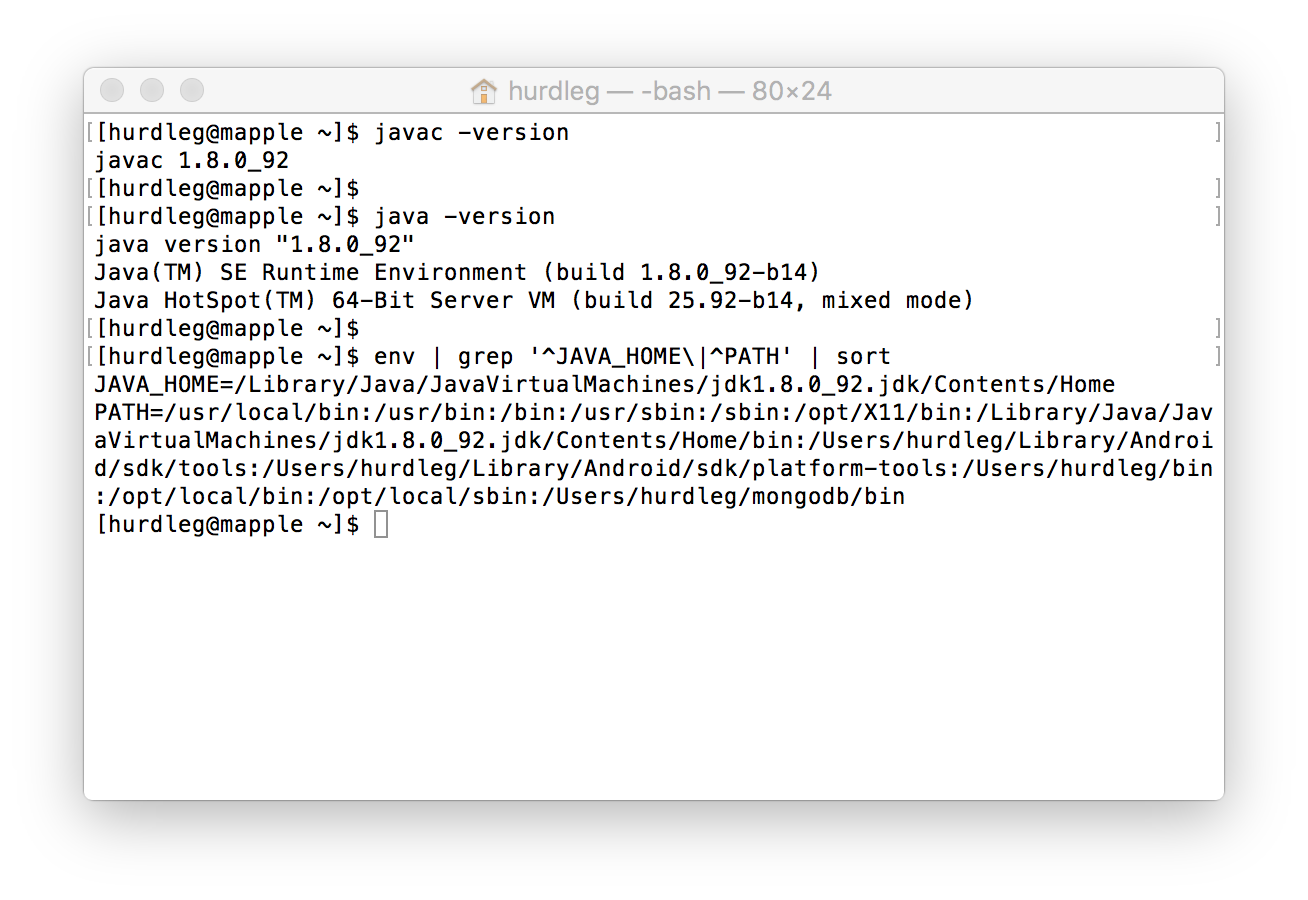 hurdleg — -bash — 80×24
[[hurdleg@mapple ~]$ javac -version ]
javac 1.8.0_92
[[hurdleg@mapple ~]$ ]
[[hurdleg@mapple ~]$ java -version ]
java version "1.8.0_92"
Java(TM) SE Runtime Environment (build 1.8.0_92-b14)
Java HotSpot(TM) 64-Bit Server VM (build 25.92-b14, mixed mode)
[[hurdleg@mapple ~]$ ]
[[hurdleg@mapple ~]$ env | grep '^JAVA_HOME\|^PATH' | sort ]
JAVA_HOME=/Library/Java/JavaVirtualMachines/jdk1.8.0_92.jdk/Contents/Home
PATH=/usr/local/bin:/usr/bin:/bin:/usr/sbin:/sbin:/opt/X11/bin:/Library/Java/Jav
aVirtualMachines/jdk1.8.0_92.jdk/Contents/Home/bin:/Users/hurdleg/Library/Androi
d/sdk/tools:/Users/hurdleg/Library/Android/sdk/platform-tools:/Users/hurdleg/bin
:/opt/local/bin:/opt/local/sbin:/Users/hurdleg/mongodb/bin
[hurdleg@mapple ~]$